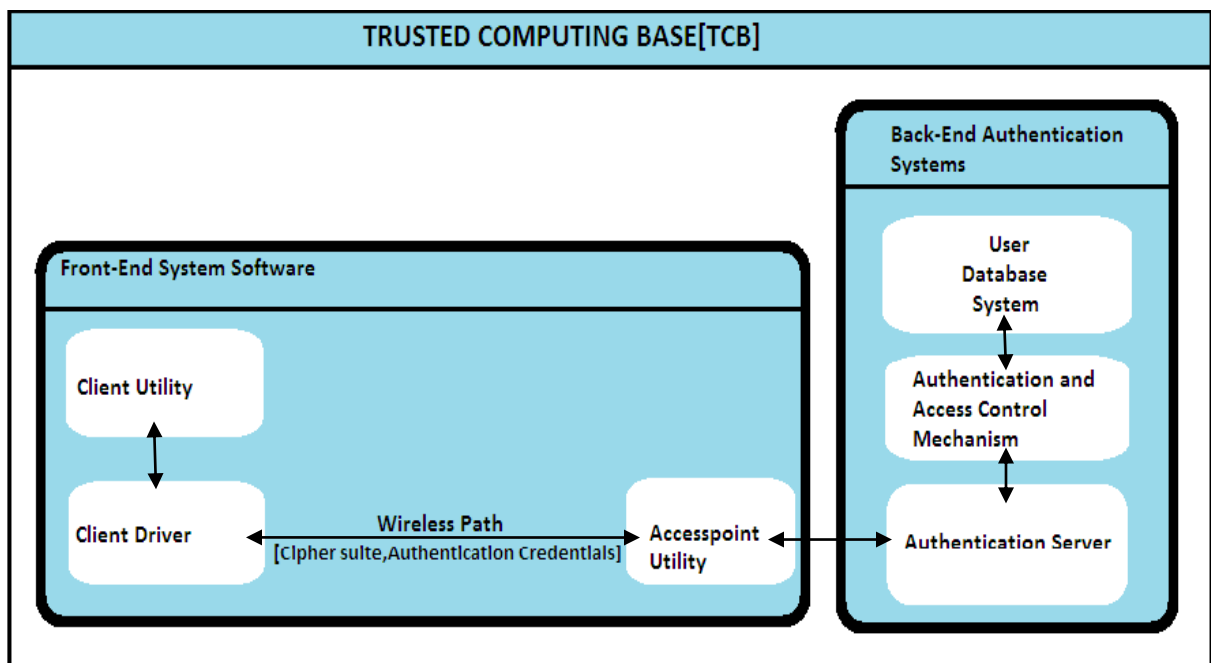 TRUSTED COMPUTING BASE[TCB]
Back-End Authentication
Systems
User
Database
System
Front-End System Software
Client Utility
Authentication and
Access Control
Mechanism
Client Driver
Wireless Path
[Cipher suite,Authentication Credentials]
Accesspoint
Utility
Authentication Server